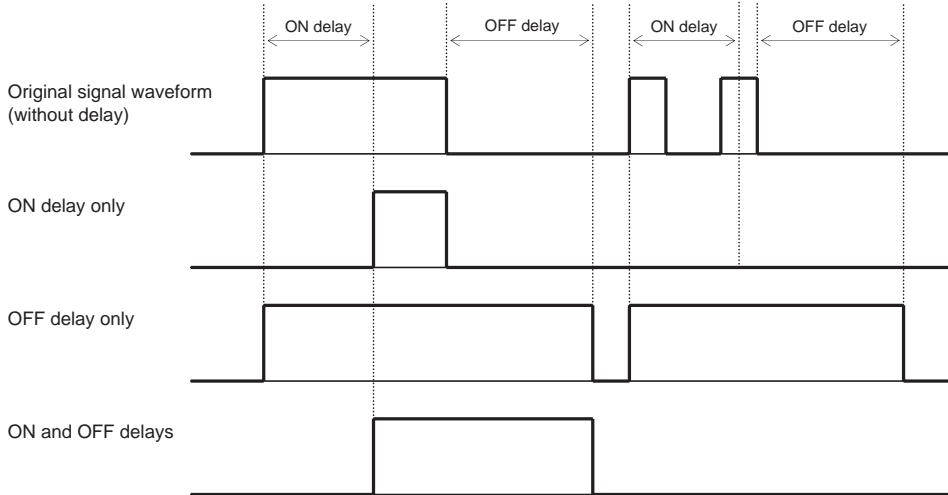 ON delay
OFF delay
ON delay
OFF delay
Original signal waveform
(without delay)
ON delay only
OFF delay only
ON and OFF delays